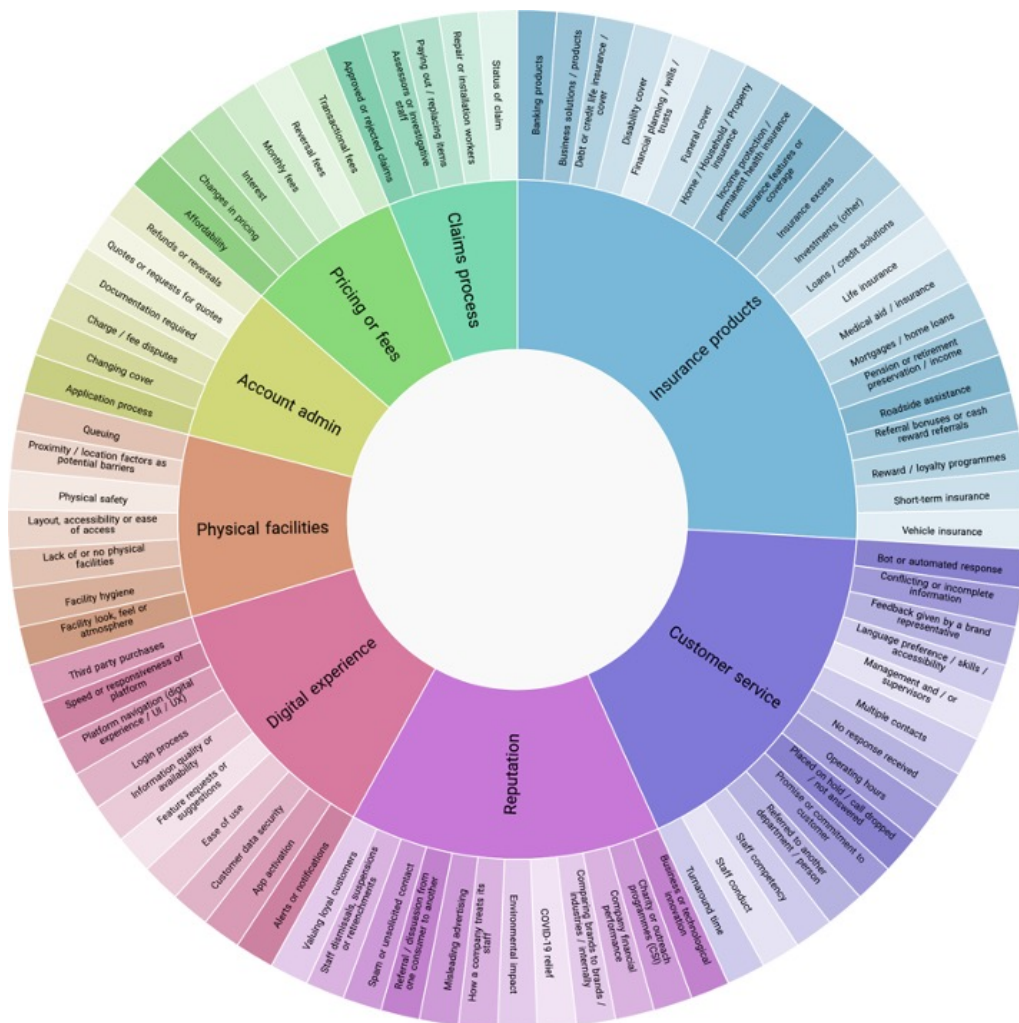 Insurance products
Banking products
Business solutions / products
Debt or credit life insurance /
cover
Disability cover
Financial planning / wills /
trusts
Funeral cover
Home / Household / Property
Insurance
Income protection /
permanent health insurance
Insurance features or
coverage
Insurance excess
Investments (other)
Loans / credit solutions
Life insurance
Medical aid / insurance
Mortgages / home loans
Pension or retirement
preservation / income
Roadside assistance
Referral bonuses or cash
reward referrals
Reward / loyalty programmes
Short-term insurance
Vehicle insurance
Customer service
Bot or automated response
Conflicting or incomplete
information
Feedback given by a brand
representative
Language preference / skills /
accessibility
Management and / or
supervisors
Multiple contacts
No response received
Operating hours
Placed on hold / call dropped
/ not answered
Promise or commitment to
customer
Referred to another
department / person
Staff competency
Staff conduct
Turnaround time
Reputation
Business or technological
innovation
Charity or outreach
programmes (CSI)
Company financial
performance
Comparing brands to brands /
industries / internally
COVID-19 relief
Environmental impact
How a company treats its
staff
Misleading advertising
Referral / dissuasion from
one consumer to another
Spam or unsolicited contact
Staff dismissals, suspensions
or retrenchments
Valuing loyal customers
Digital experience
Alerts or notifications
App activation
Customer data security
Ease of use
Feature requests or
suggestions
Information quality or
availability
Login process
Platform navigation (digital
experience / UI / UX)
Speed or responsiveness of
platform
Third party purchases
Physical facilities
Facility look, feel or
atmosphere
Facility hygiene
Lack of or no physical
facilities
Layout, accessibility or ease
of access
Physical safety
Proximity / location factors as
potential barriers
Queuing
Account admin
Application process
Changing cover
Charge / fee disputes
Documentation required
Quotes or requests for quotes
Refunds or reversals
Pricing or fees
Affordability
Changes in pricing
Interest
Monthly fees
Reversal fees
Transactional fees
Claims process
Approved or rejected claims
Assessors or investigative
staff
Paying out / replacing items
Repair or installation workers
Status of claim